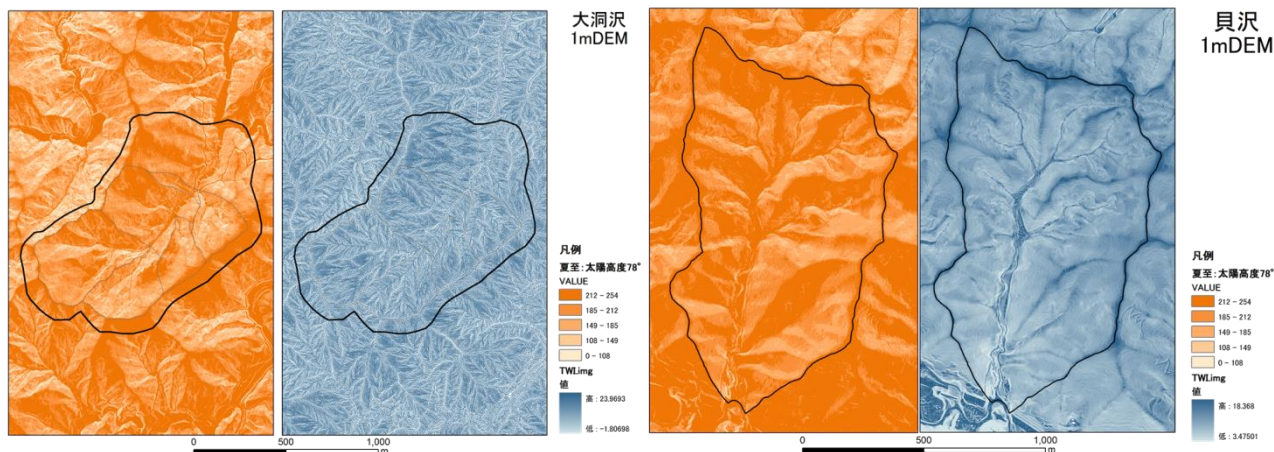 大洞沢
1mDEM
凡例
夏至:太陽高度78°
VALUE
212 - 254
185 - 212
149 - 185
108 - 149
0 - 108
TWI.img
値
高 : 23.9693
低 : -1.80698
0 500 1,000
m
貝沢
1mDEM
凡例
夏至:太陽高度78°
VALUE
212 - 254
185 - 212
149 - 185
108 - 149
0 - 108
TWI.img
値
高 : 18.368
低 : 3.47501
0 500 1,000
m